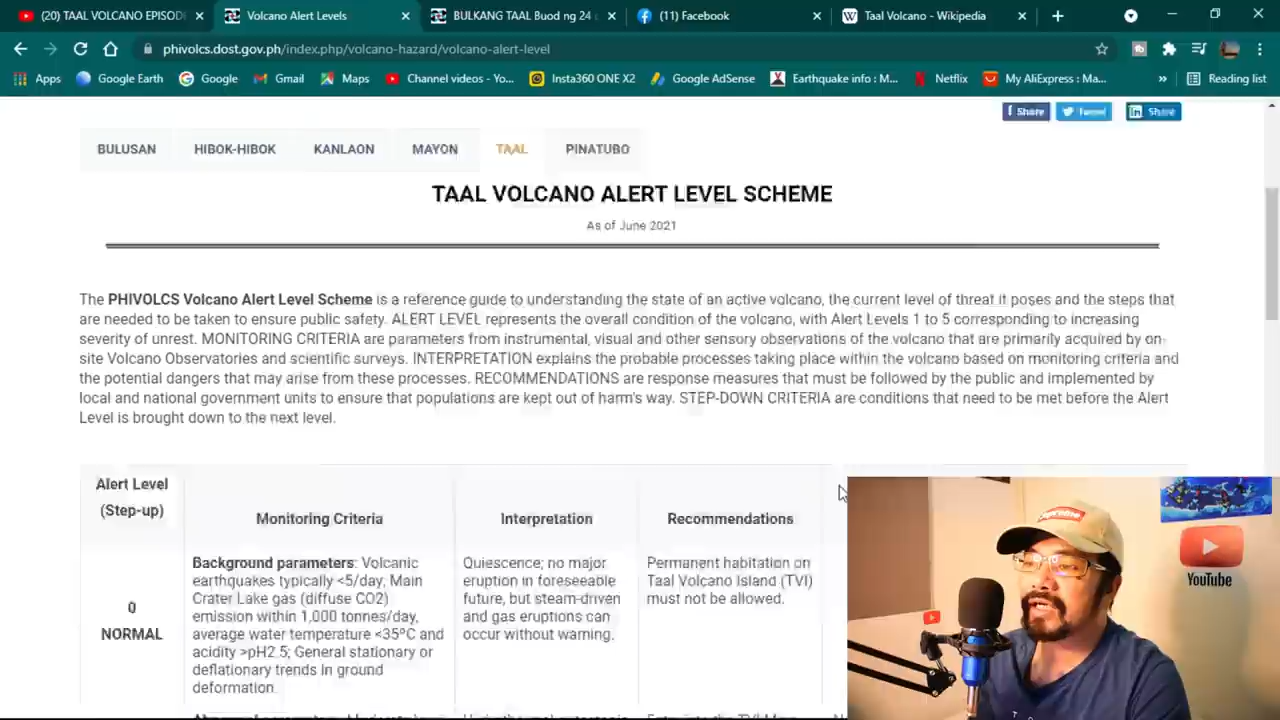 (20) TAAL VOLCANO EPISODE
Volcano Alert Levels
BULKANG TAAL Buod ng 24
(11) Facebook
Taal Volcano - Wikipedia
phivolcs.dost.gov.ph/index.php/volcano-hazard/volcano-alert-level
Apps
Google Earth
Google
Gmail
Maps
Channel videos - Yo...
Insta360 ONE X2
Google AdSense
Earthquake info : M...
Netflix
My AliExpress : Ma...
Reading list
Share
Tweet
Share
BULUSAN
HIBOK-HIBOK
KANLAON
MAYON
TAAL
PINATUBO
TAAL VOLCANO ALERT LEVEL SCHEME
As of June 2021
The PHIVOLCS Volcano Alert Level Scheme is a reference guide to understanding the state of an active volcano, the current level of threat it poses and the steps that
are needed to be taken to ensure public safety. ALERT LEVEL represents the overall condition of the volcano, with Alert Levels 1 to 5 corresponding to increasing
severity of unrest. MONITORING CRITERIA are parameters from instrumental, visual and other sensory observations of the volcano that are primarily acquired by on-
site Volcano Observatories and scientific surveys. INTERPRETATION explains the probable processes taking place within the volcano based on monitoring criteria and
the potential dangers that may arise from these processes. RECOMMENDATIONS are response measures that must be followed by the public and implemented by
local and national government units to ensure that populations are kept out of harm's way. STEP-DOWN CRITERIA are conditions that need to be met before the Alert
Level is brought down to the next level.
Alert Level
(Step-up)
Monitoring Criteria
Interpretation
Recommendations
0
NORMAL
Background parameters: Volcanic
earthquakes typically <5/day, Main
Crater Lake gas (diffuse CO2)
emission within 1,000 tonnes/day,
average water temperature <35°C and
acidity >pH2.5; General stationary or
deflationary trends in ground
deformation.
Quiescence; no major
eruption in foreseeable
future, but steam-driven
and gas eruptions can
occur without warning.
Permanent habitation on
Taal Volcano Island (TVI)
must not be allowed.
Supreme
YouTube